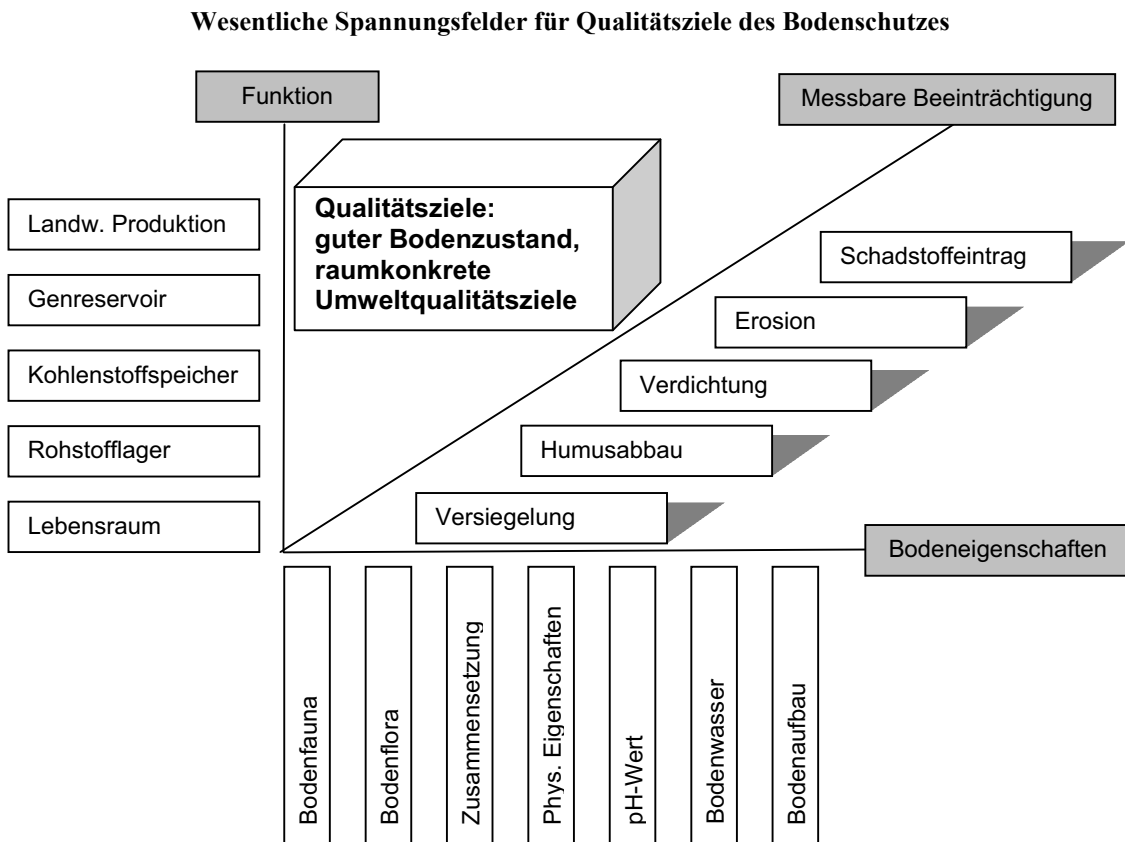 Wesentliche Spannungsfelder für Qualitätsziele des Bodenschutzes
Funktion
Messbare Beeinträchtigung
Qualitätsziele:
guter Bodenzustand,
raumkonkrete
Umweltqualitätsziele
Landw. Produktion
Genreservoir
Kohlenstoffspeicher
Rohstofflager
Lebensraum
Schadstoffeintrag
Erosion
Verdichtung
Humusabbau
Versiegelung
Bodeneigenschaften
Bodenfauna
Bodenflora
Zusammensetzung
Phys. Eigenschaften
pH-Wert
Bodenwasser
Bodenaufbau